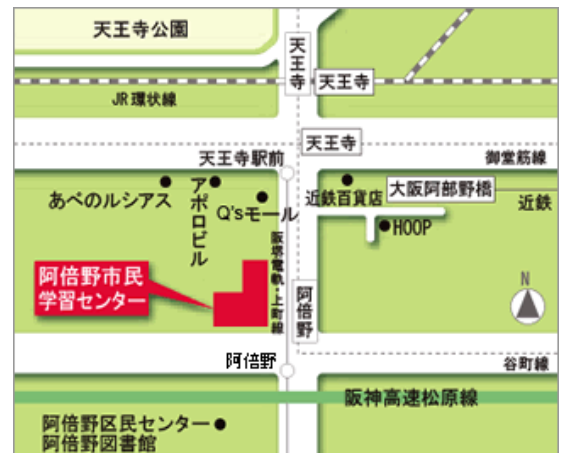 天王寺公園
天王寺
天王寺
JR環状線
天王寺
天王寺駅前
御堂筋線
あべのルシアス
アポロビル
Q'sモール
近鉄百貨店
大阪阿部野橋
近鉄
HOOP
阪堺電軌・上町線
阿倍野市民
学習センター
阿倍野
N
阿倍野
谷町線
阪神高速松原線
阿倍野区民センター
阿倍野図書館